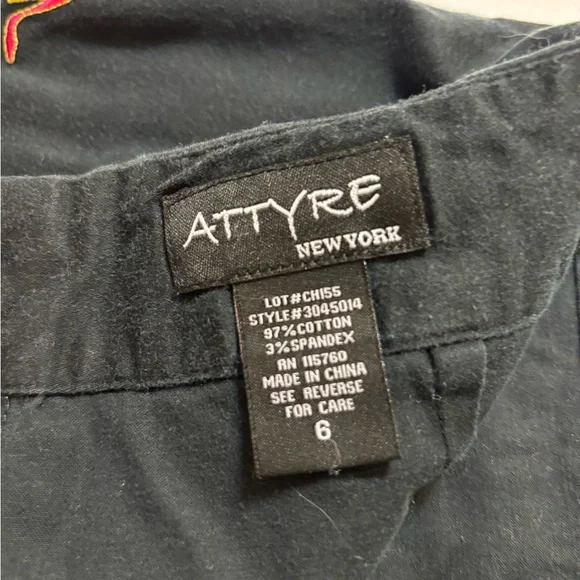 ATTYRE
NEW YORK
LOT#CH155
STYLE#3045014
97%COTTON
3%SPANDEX
RN 115760
MADE IN CHINA
SEE REVERSE
FOR CARE
6